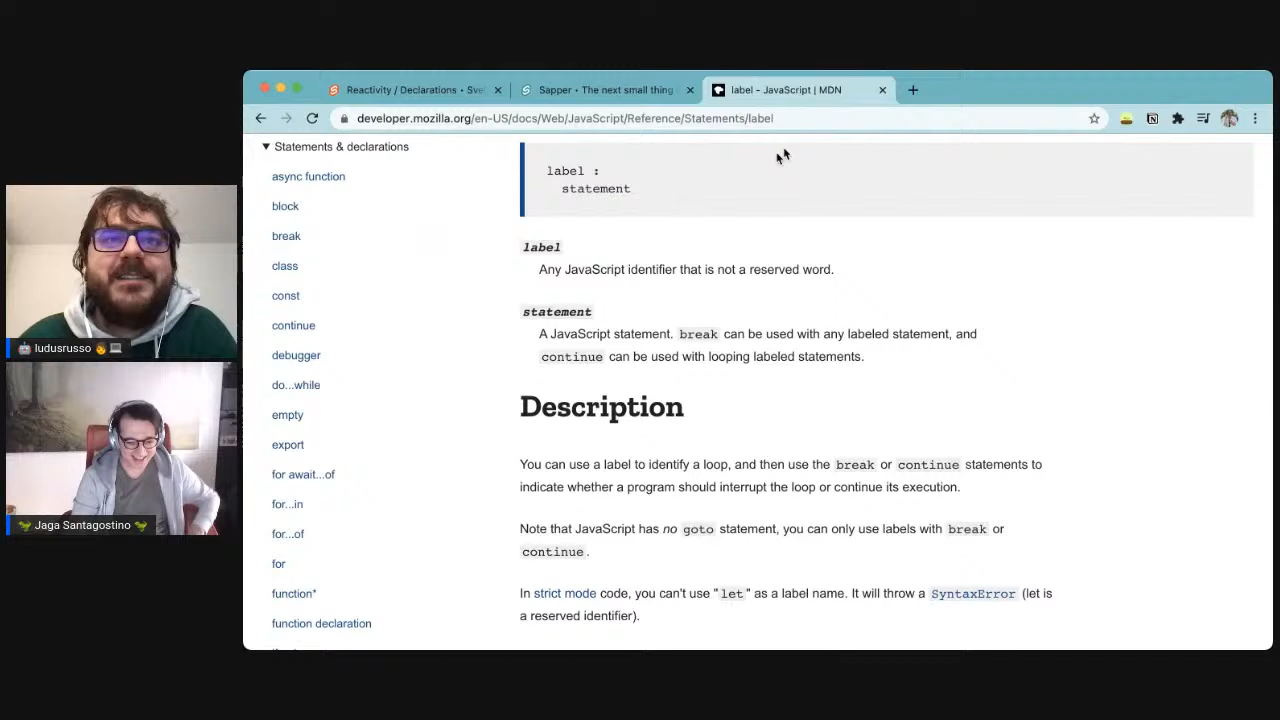 Reactivity / Declarations • Sve
Sapper • The next small thing
label - JavaScript | MDN
developer.mozilla.org/en-US/docs/Web/JavaScript/Reference/Statements/label
Statements & declarations
async function
block
break
class
const
continue
debugger
do...while
empty
export
for await...of
for...in
for...of
for
function*
function declaration
label :
statement
label
Any JavaScript identifier that is not a reserved word.
statement
A JavaScript statement. break can be used with any labeled statement, and
continue can be used with looping labeled statements.
Description
You can use a label to identify a loop, and then use the break or continue statements to
indicate whether a program should interrupt the loop or continue its execution.
Note that JavaScript has no goto statement, you can only use labels with break or
continue.
In strict mode code, you can't use "let" as a label name. It will throw a SyntaxError (let is
a reserved identifier).
ludusrusso
Jaga Santagostino